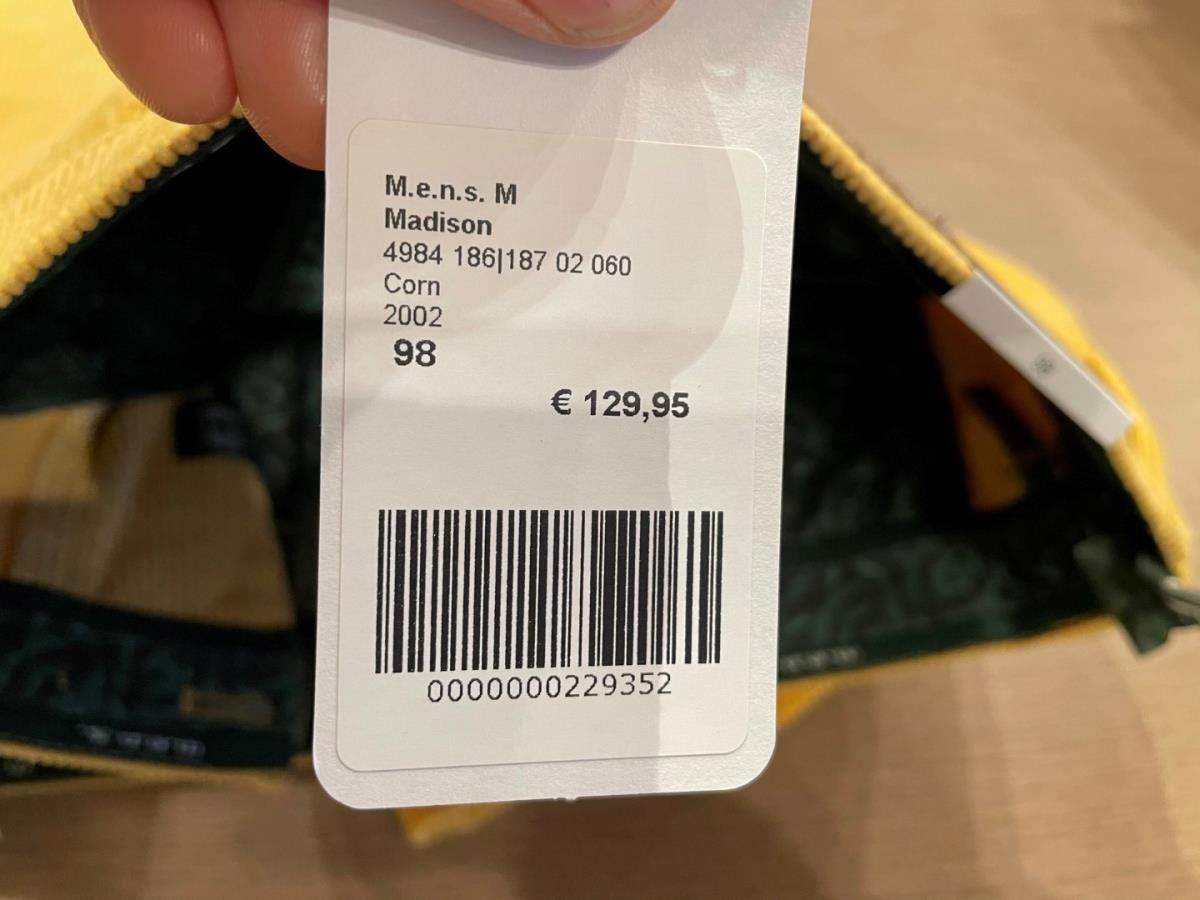 M.e.n.s. M
Madison
4984 186|187 02 060
Corn
2002
98
€ 129,95
0000000229352